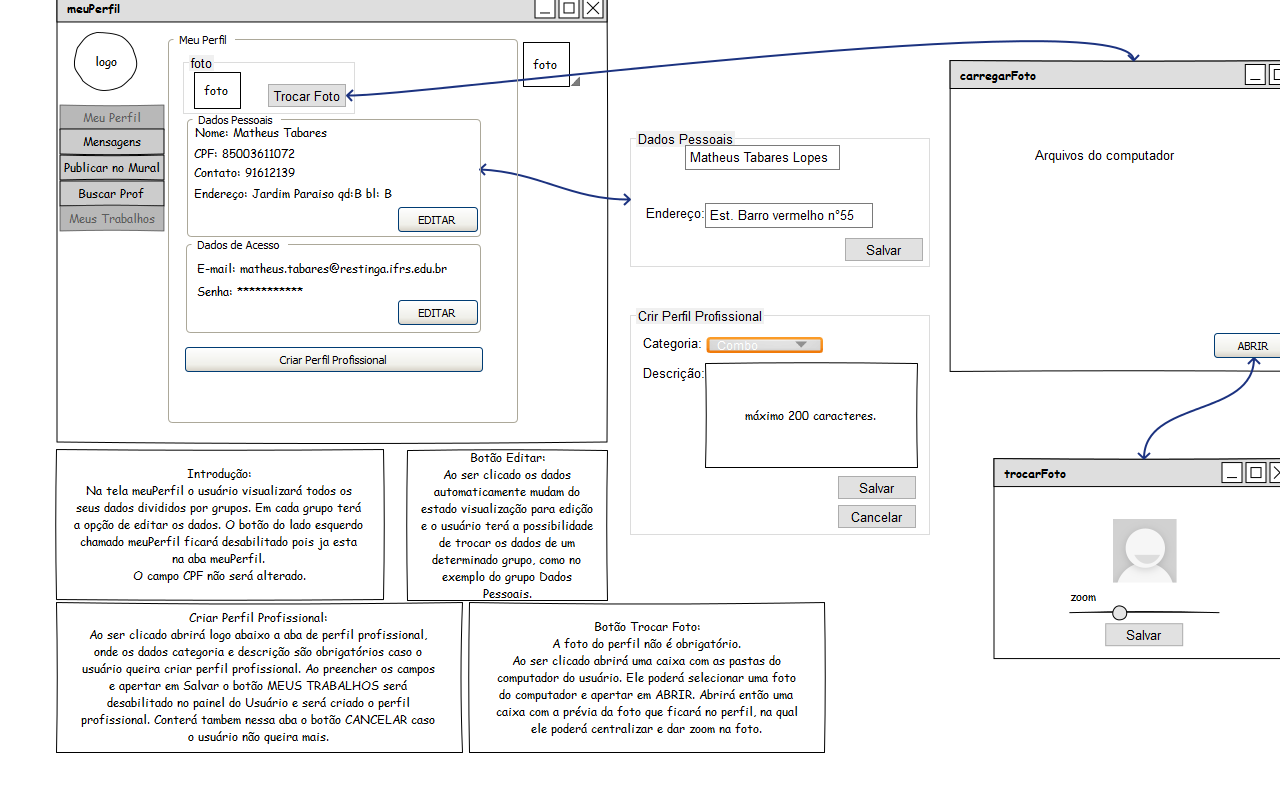 meuPerfil
logo
Meu Perfil
Mensagens
Publicar no Mural
Buscar Prof
Meus Trabalhos
Meu Perfil
foto
foto
Trocar Foto
foto
Dados Pessoais
Nome: Matheus Tabares
CPF: 85003611072
Contato: 91612139
Endereço: Jardim Paraiso qd:B bl: B
EDITAR
Dados de Acesso
E-mail: matheus.tabares@restinga.ifrs.edu.br
Senha: ***********
EDITAR
Criar Perfil Profissional
Dados Pessoais
Matheus Tabares Lopes
Endereço: Est. Barro vermelho n°55
Salvar
Crir Perfil Profissional
Categoria: Combo
Descrição:
máximo 200 caracteres.
Salvar
Cancelar
carregarFoto
Arquivos do computador
ABRIR
trocarFoto
zoom
Salvar
Introdução:
Na tela meuPerfil o usuário visualizará todos os
seus dados divididos por grupos. Em cada grupo terá
a opção de editar os dados. O botão do lado esquerdo
chamado meuPerfil ficará desabilitado pois ja esta
na aba meuPerfil.
O campo CPF não será alterado.
Botão Editar:
Ao ser clicado os dados
automaticamente mudam do
estado visualização para edição
e o usuário terá a possibilidade
de trocar os dados de um
determinado grupo, como no
exemplo do grupo Dados
Pessoais.
Criar Perfil Profissional:
Ao ser clicado abrirá logo abaixo a aba de perfil profissional,
onde os dados categoria e descrição são obrigatórios caso o
usuário queira criar perfil profissional. Ao preencher os campos
e apertar em Salvar o botão MEUS TRABALHOS será
desabilitado no painel do Usuário e será criado o perfil
profissional. Conterá tambem nessa aba o botão CANCELAR caso
o usuário não queira mais.
Botão Trocar Foto:
A foto do perfil não é obrigatório.
Ao ser clicado abrirá uma caixa com as pastas do
computador do usuário. Ele poderá selecionar uma foto
do computador e apertar em ABRIR. Abrirá então uma
caixa com a prévia da foto que ficará no perfil, na qual
ele poderá centralizar e dar zoom na foto.